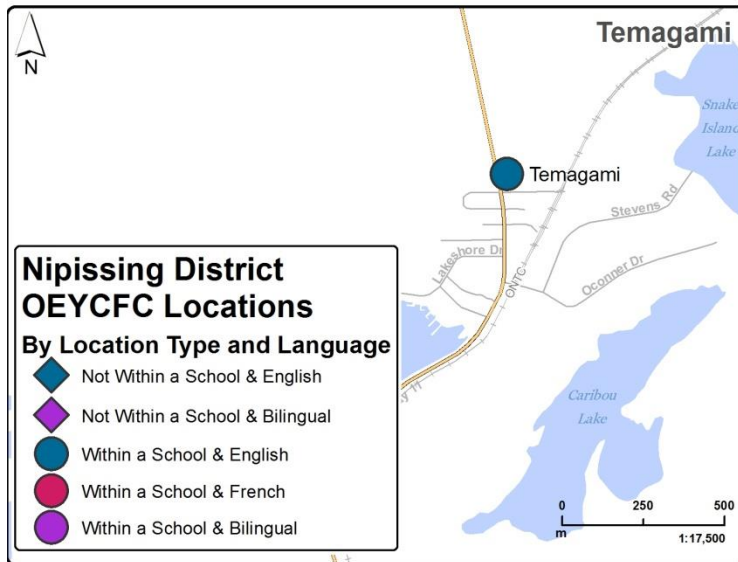 Temagami
N
Snake
Island
Lake
Temagami
Stevens Rd
Lakeshore Dr
Oconner Dr
ONTC
Nipissing District
OEYCFC Locations
By Location Type and Language
Not Within a School & English
Not Within a School & Bilingual
Within a School & English
Within a School & French
Within a School & Bilingual
y 11
Caribou
Lake
0 250 500
m
1:17,500